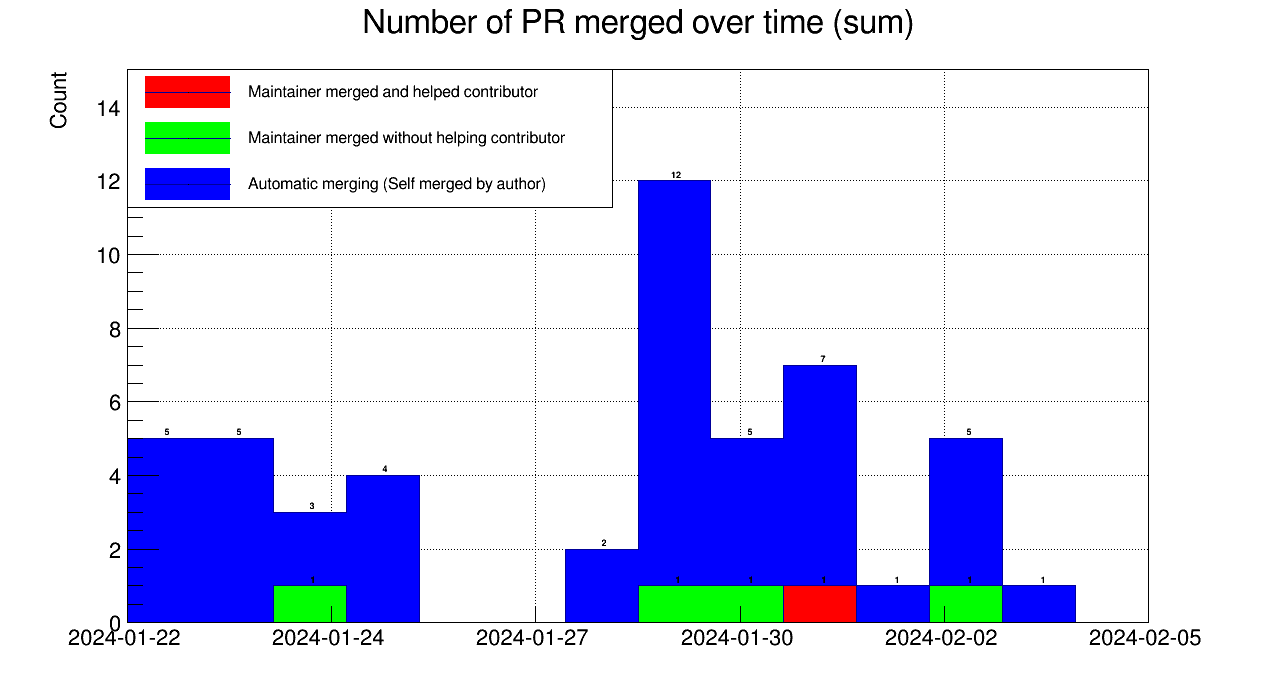 Number of PR merged over time (sum)
Count
Maintainer merged and helped contributor
Maintainer merged without helping contributor
Automatic merging (Self merged by author)
14
12
10
8
6
4
2
0
12
7
5 5 5 5
4
3
2
1 1 1 1 1 1 1
2024-01-22 2024-01-24 2024-01-27 2024-01-30 2024-02-02 2024-02-05